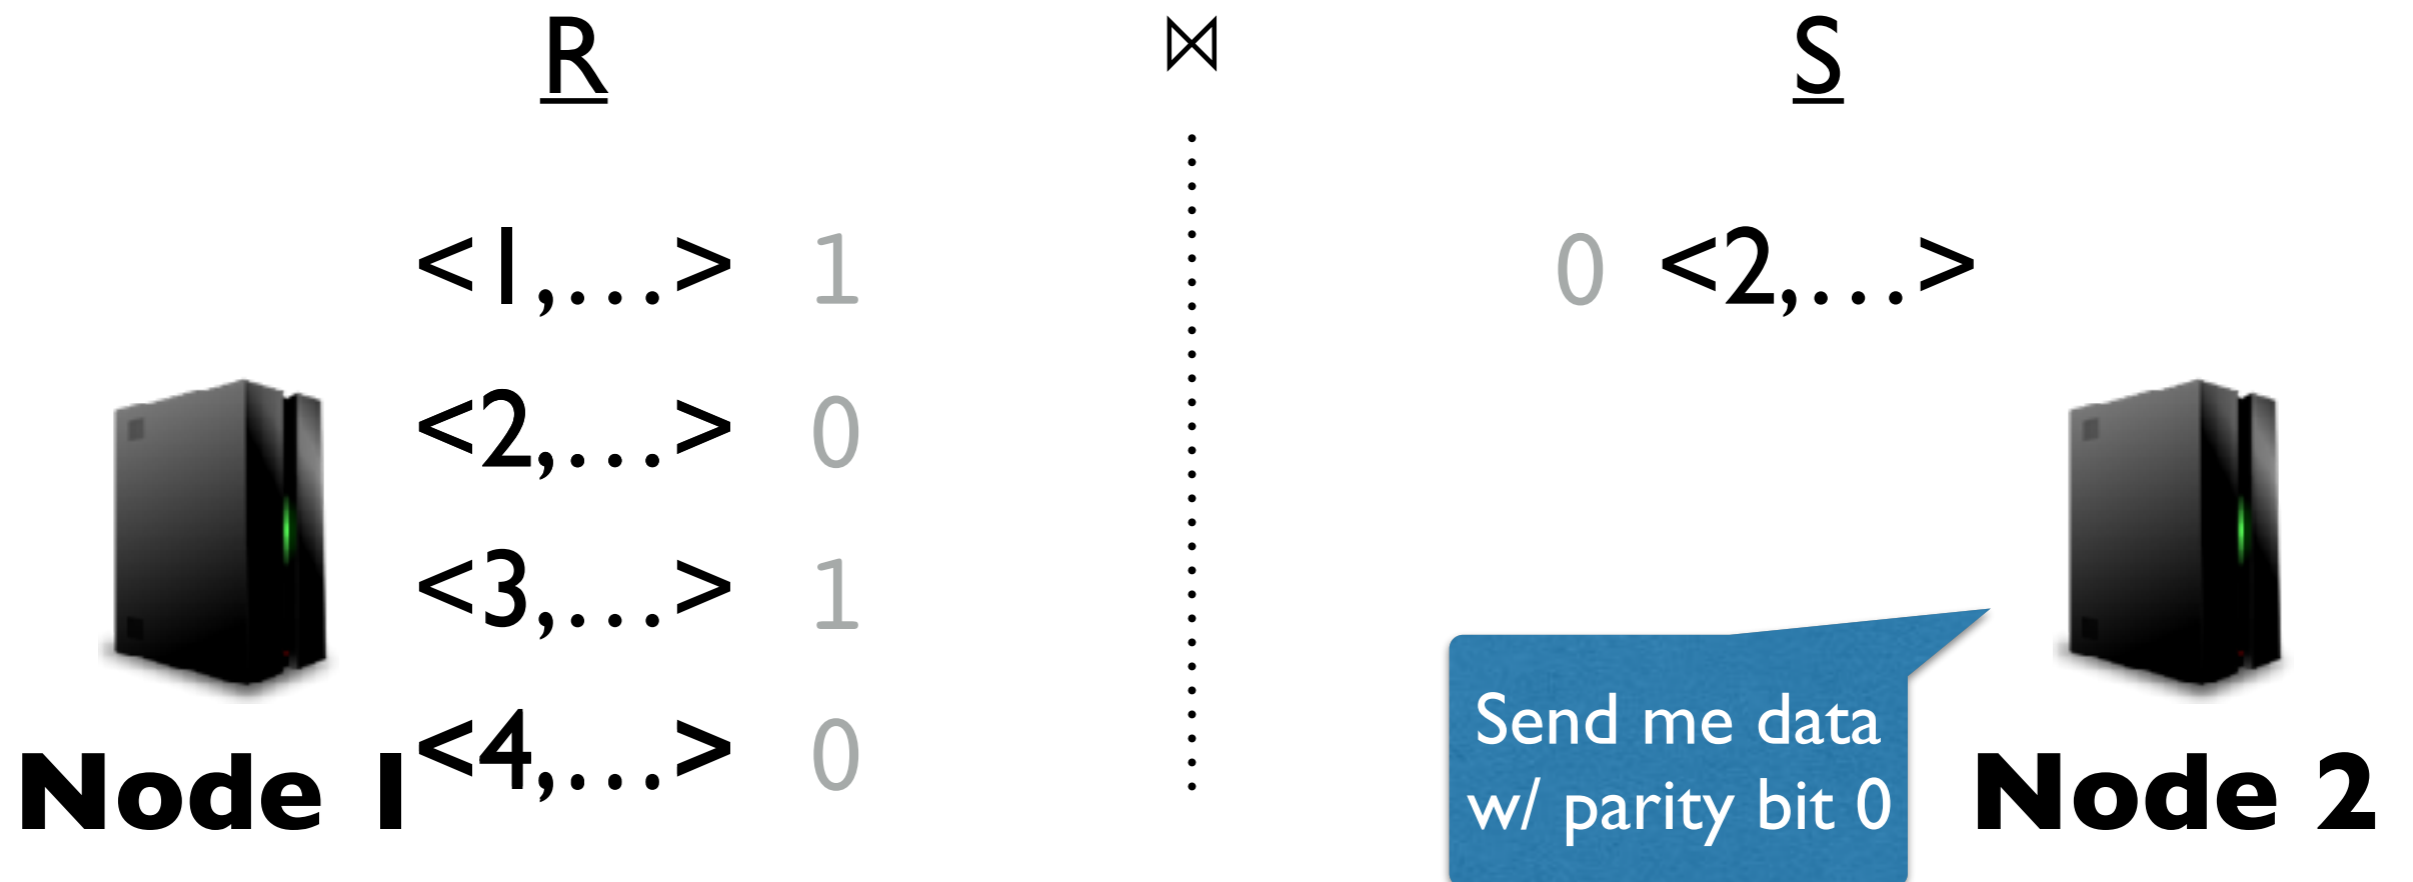 R ⋈ S
<1,…> 1 0 <2,…>
<2,…> 0
<3,…> 1
<4,…> 0
Send me data
w/ parity bit 0
Node 1
Node 2